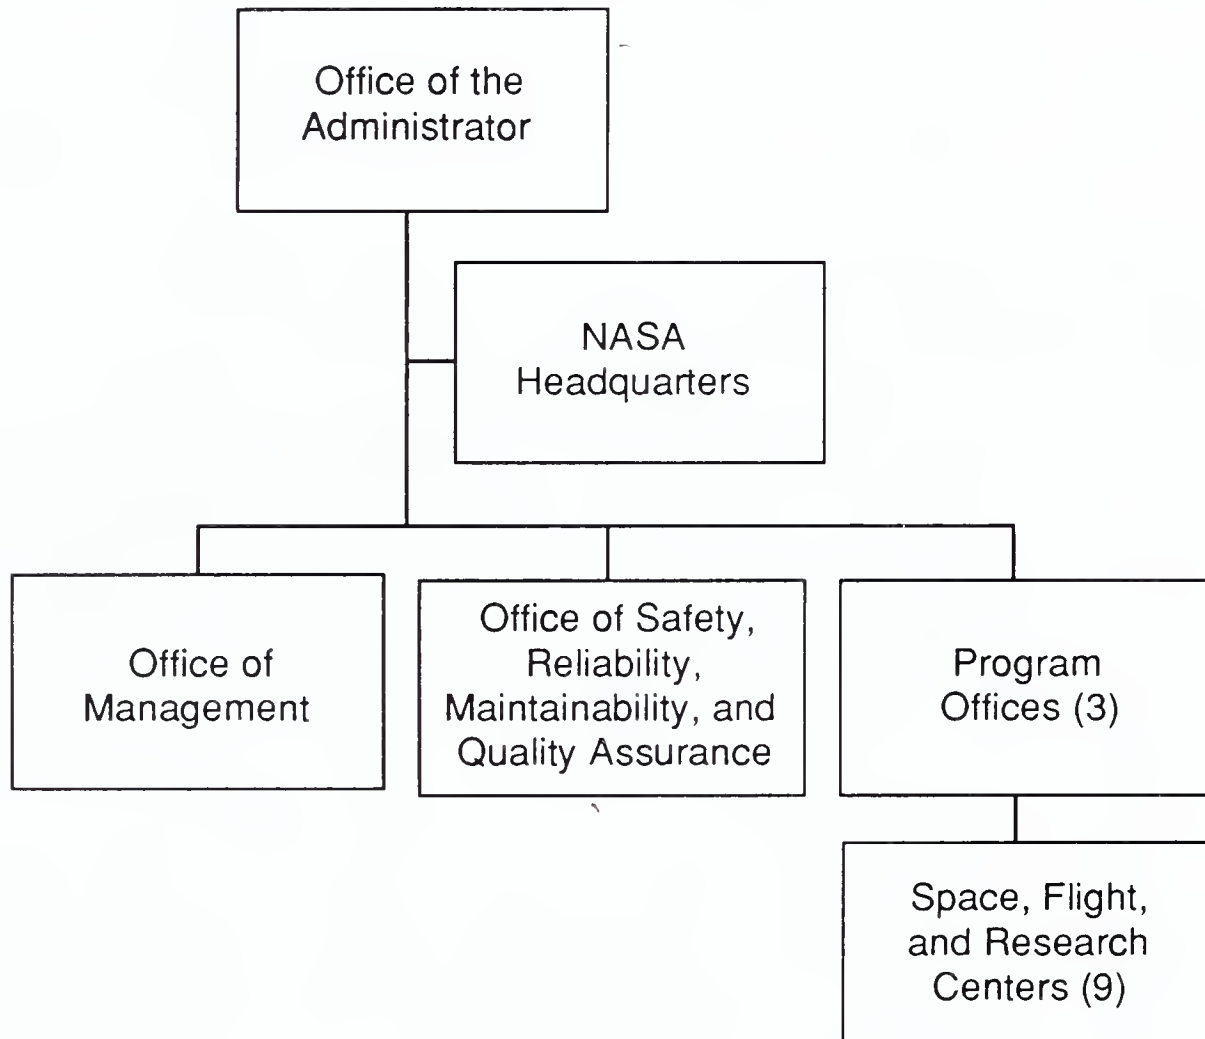 Office of the
Administrator
NASA
Headquarters
Office of
Management
Office of Safety,
Reliability,
Maintainability, and
Quality Assurance
Program
Offices (3)
Space, Flight,
and Research
Centers (9)